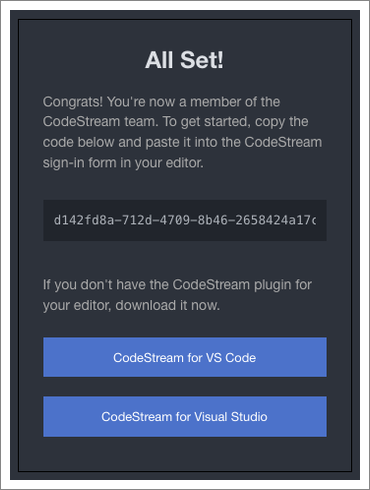 All Set!
Congrats! You're now a member of the
CodeStream team. To get started, copy the
code below and paste it into the CodeStream
sign-in form in your editor.
d142fd8a-712d-4709-8b46-2658424a17c
If you don't have the CodeStream plugin for
your editor, download it now.
CodeStream for VS Code
CodeStream for Visual Studio